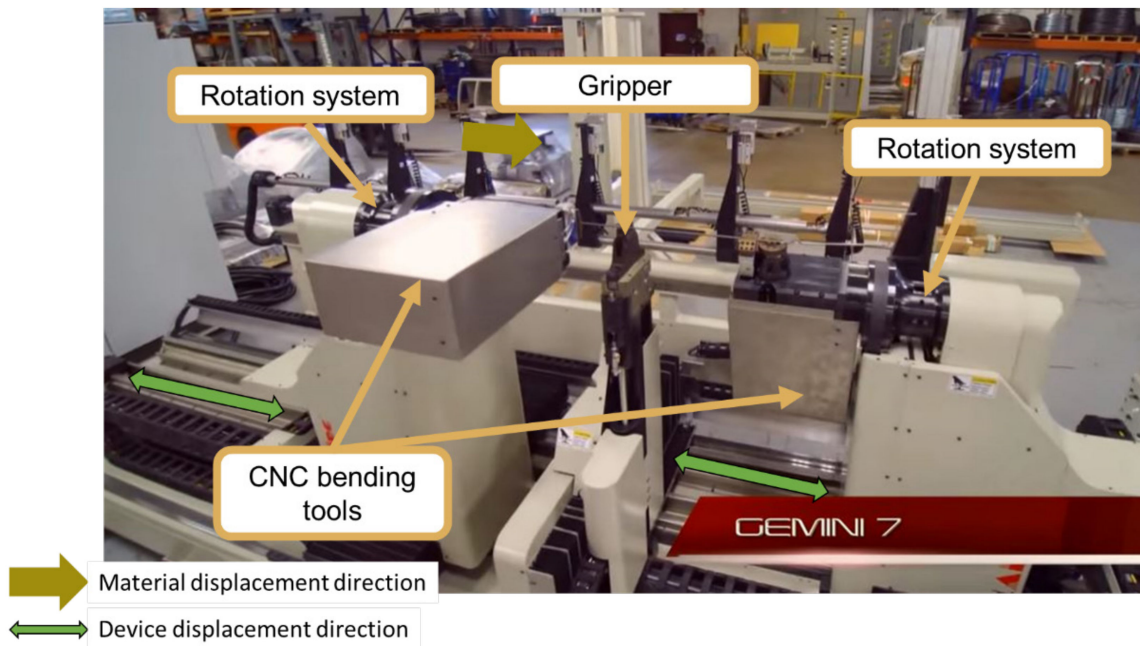 Rotation system
Gripper
Rotation system
CNC bending
tools
GEMINI 7
Material displacement direction
Device displacement direction